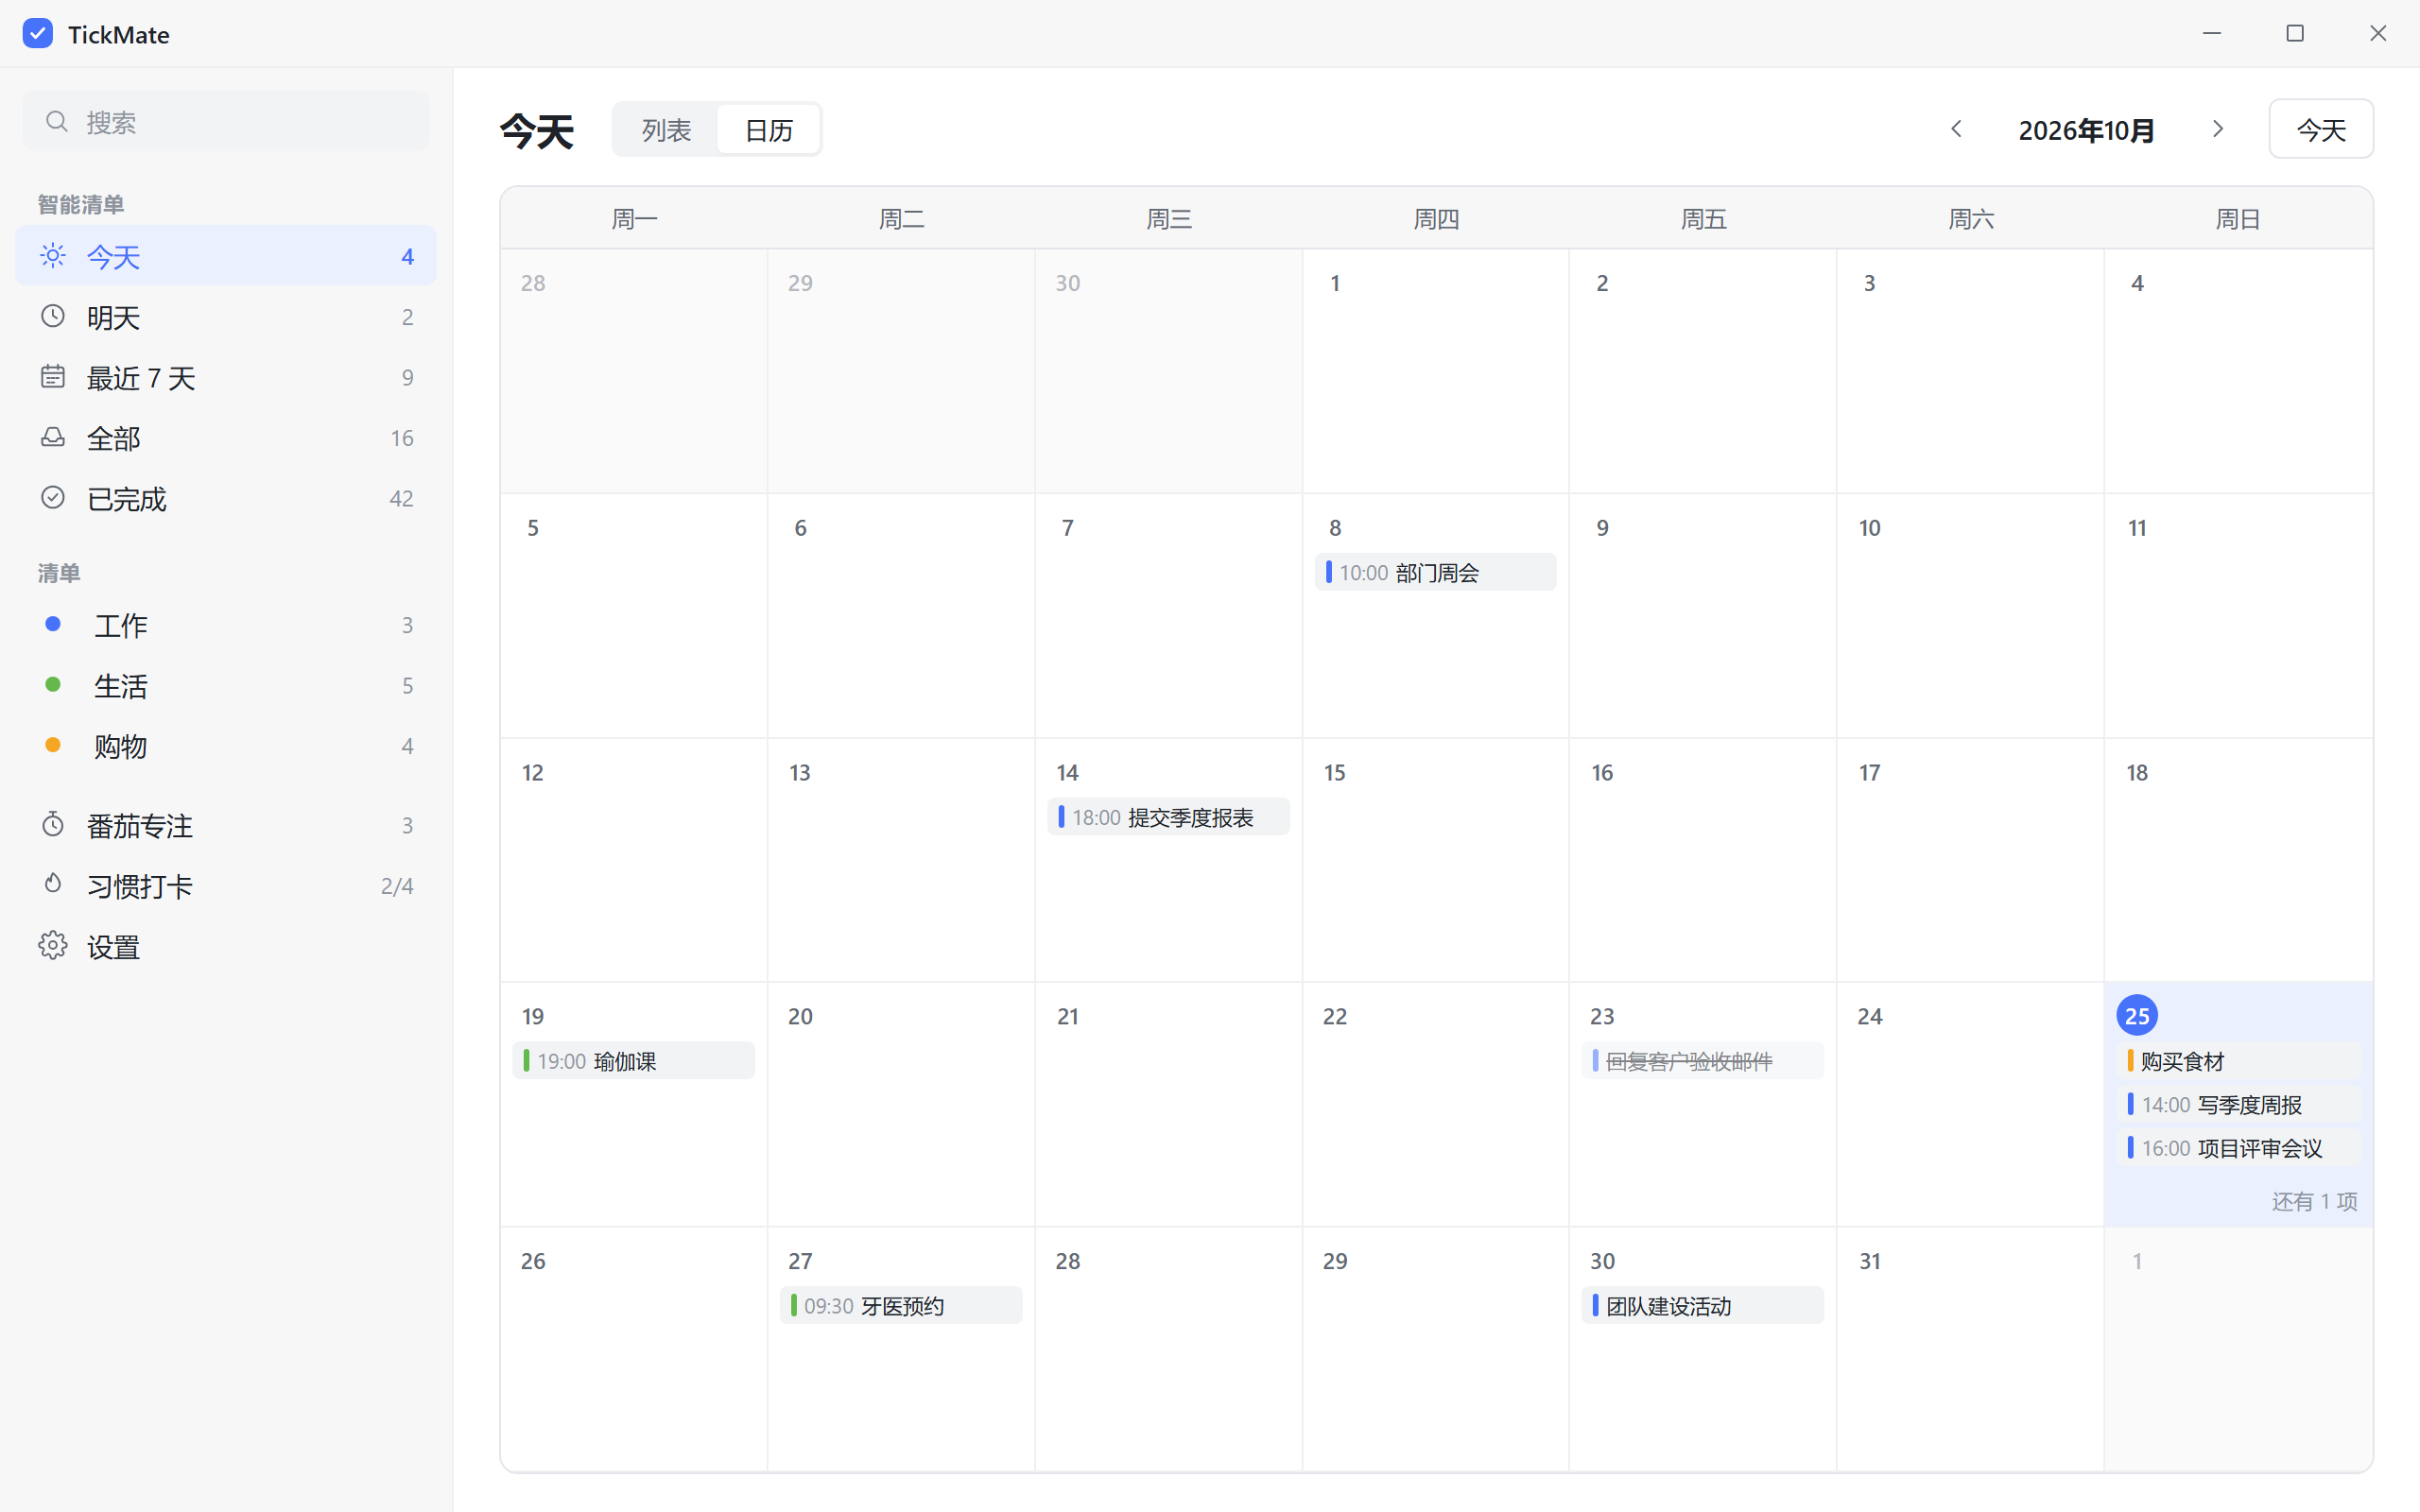 TickMate
搜索
智能清单
今天 4
明天 2
最近 7 天 9
全部 16
已完成 42
清单
工作 3
生活 5
购物 4
番茄专注 3
习惯打卡 2/4
设置
今天 列表 日历 2026年10月 今天
周一 周二 周三 周四 周五 周六 周日
28 29 30 1 2 3 4
5 6 7 8 9 10 11
10:00 部门周会
12 13 14 15 16 17 18
18:00 提交季度报表
19 20 21 22 23 24 25
19:00 瑜伽课 回复客户验收邮件 购买食材
14:00 写季度周报
16:00 项目评审会议
还有 1 项
26 27 28 29 30 31 1
09:30 牙医预约 团队建设活动